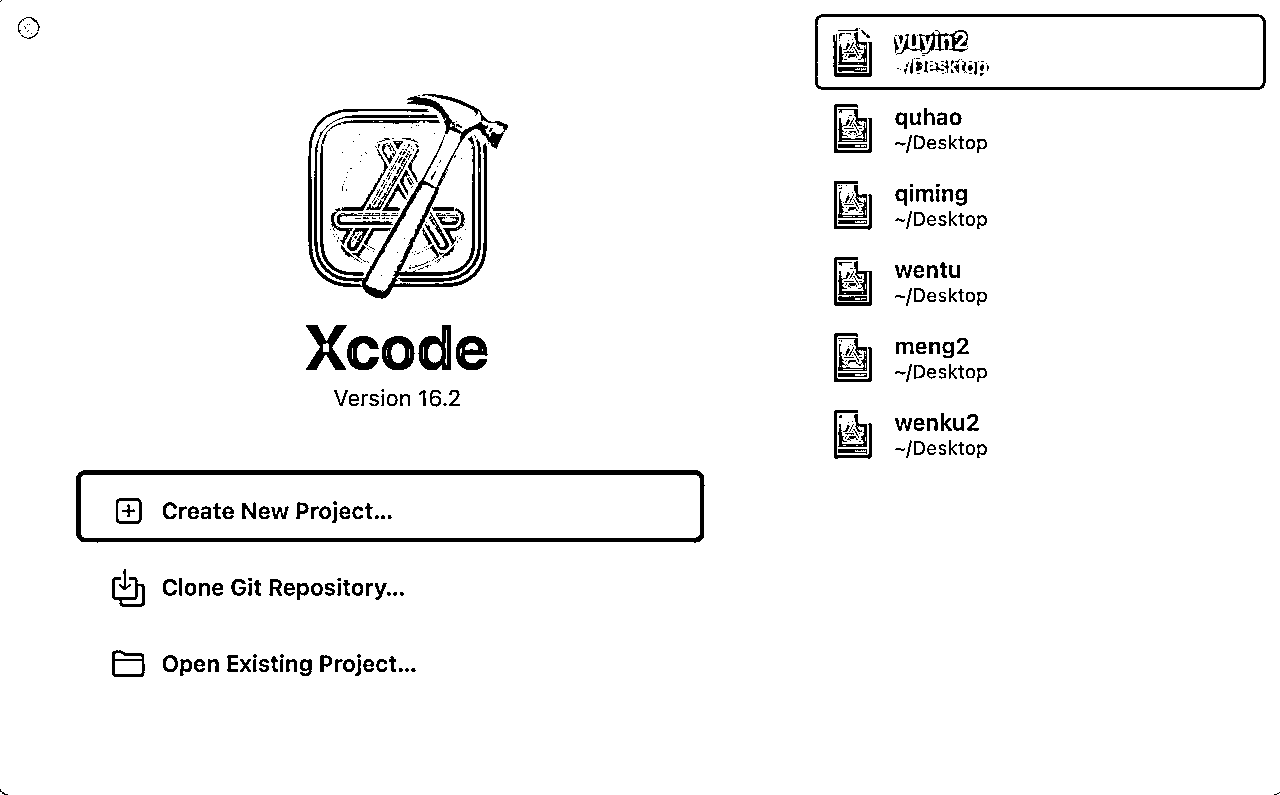 Xcode
Version 16.2
Create New Project...
Clone Git Repository...
Open Existing Project...
yuyin2
~/Desktop
quhao
~/Desktop
qiming
~/Desktop
wentu
~/Desktop
meng2
~/Desktop
wenku2
~/Desktop